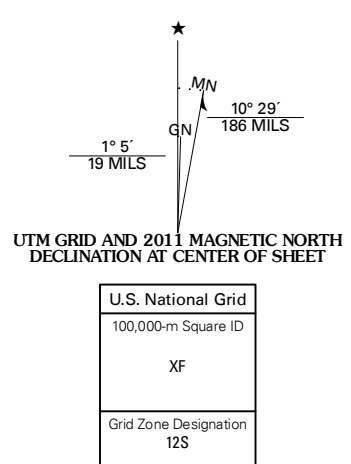 ★
MN
10° 29´
186 MILS
GN
1° 5´
19 MILS
UTM GRID AND 2011 MAGNETIC NORTH
DECLINATION AT CENTER OF SHEET
U.S. National Grid
100,000-m Square ID
XF
Grid Zone Designation
12S